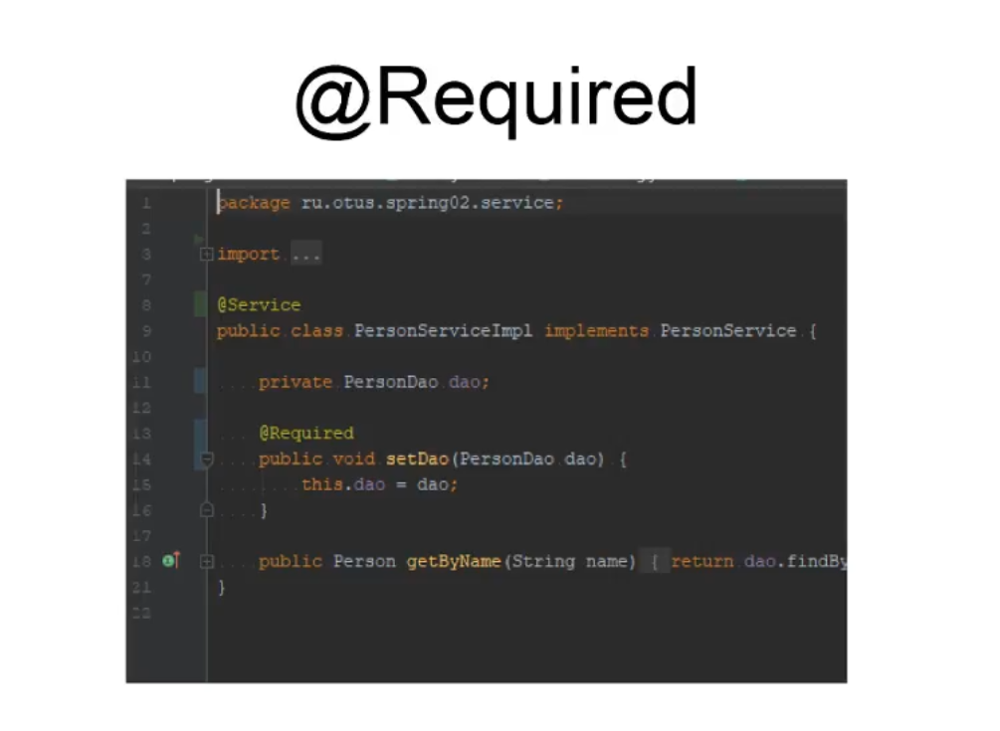 @Required
1 package ru.otus.spring02.service;
2
3 import ...
7
8 @Service
9 public class PersonServiceImpl implements PersonService {
10
11 private PersonDao dao;
12
13 @Required
14 public void setDao(PersonDao dao) {
15 this.dao = dao;
16 }
17
18 public Person getByName(String name) { return dao.findBy
21 }
22